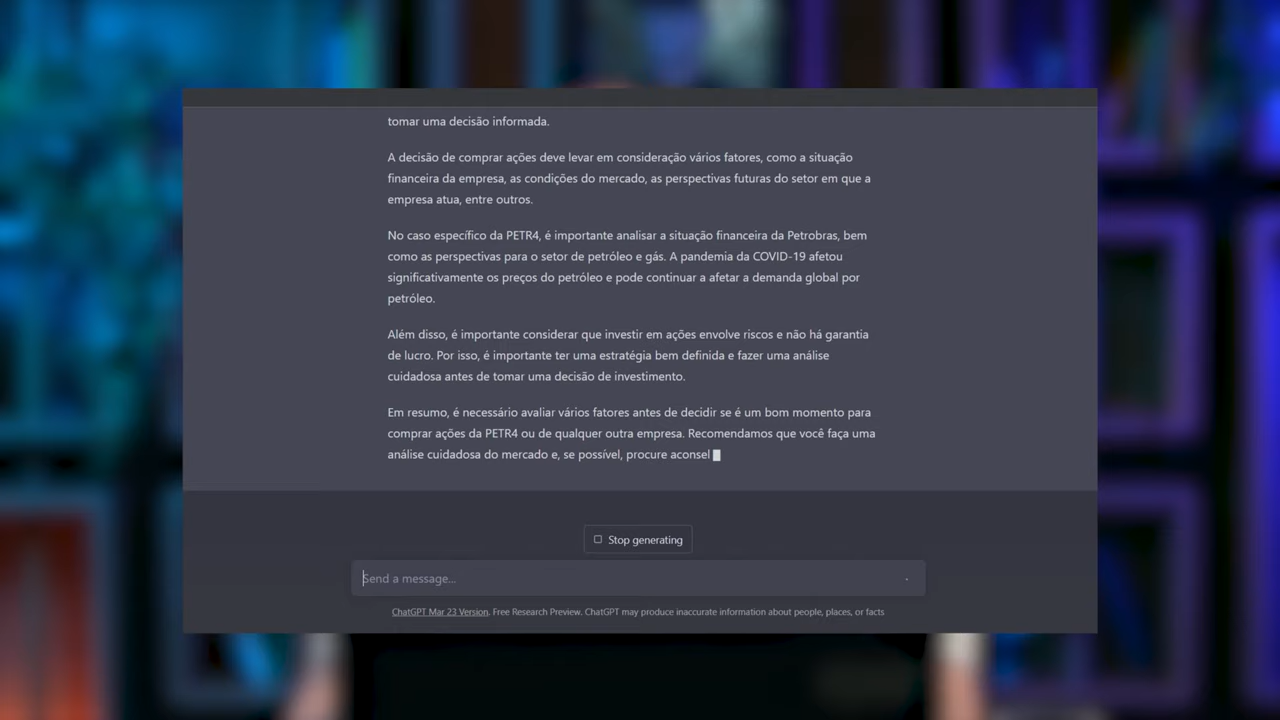 tomar uma decisão informada.
A decisão de comprar ações deve levar em consideração vários fatores, como a situação
financeira da empresa, as condições do mercado, as perspectivas futuras do setor em que a
empresa atua, entre outros.
No caso específico da PETR4, é importante analisar a situação financeira da Petrobras, bem
como as perspectivas para o setor de petróleo e gás. A pandemia da COVID-19 afetou
significativamente os preços do petróleo e pode continuar a afetar a demanda global por
petróleo.
Além disso, é importante considerar que investir em ações envolve riscos e não há garantia
de lucro. Por isso, é importante ter uma estratégia bem definida e fazer uma análise
cuidadosa antes de tomar uma decisão de investimento.
Em resumo, é necessário avaliar vários fatores antes de decidir se é um bom momento para
comprar ações da PETR4 ou de qualquer outra empresa. Recomendamos que você faça uma
análise cuidadosa do mercado e, se possível, procure aconsel
Stop generating
Send a message...
ChatGPT Mar 23 Version. Free Research Preview. ChatGPT may produce inaccurate information about people, places, or facts